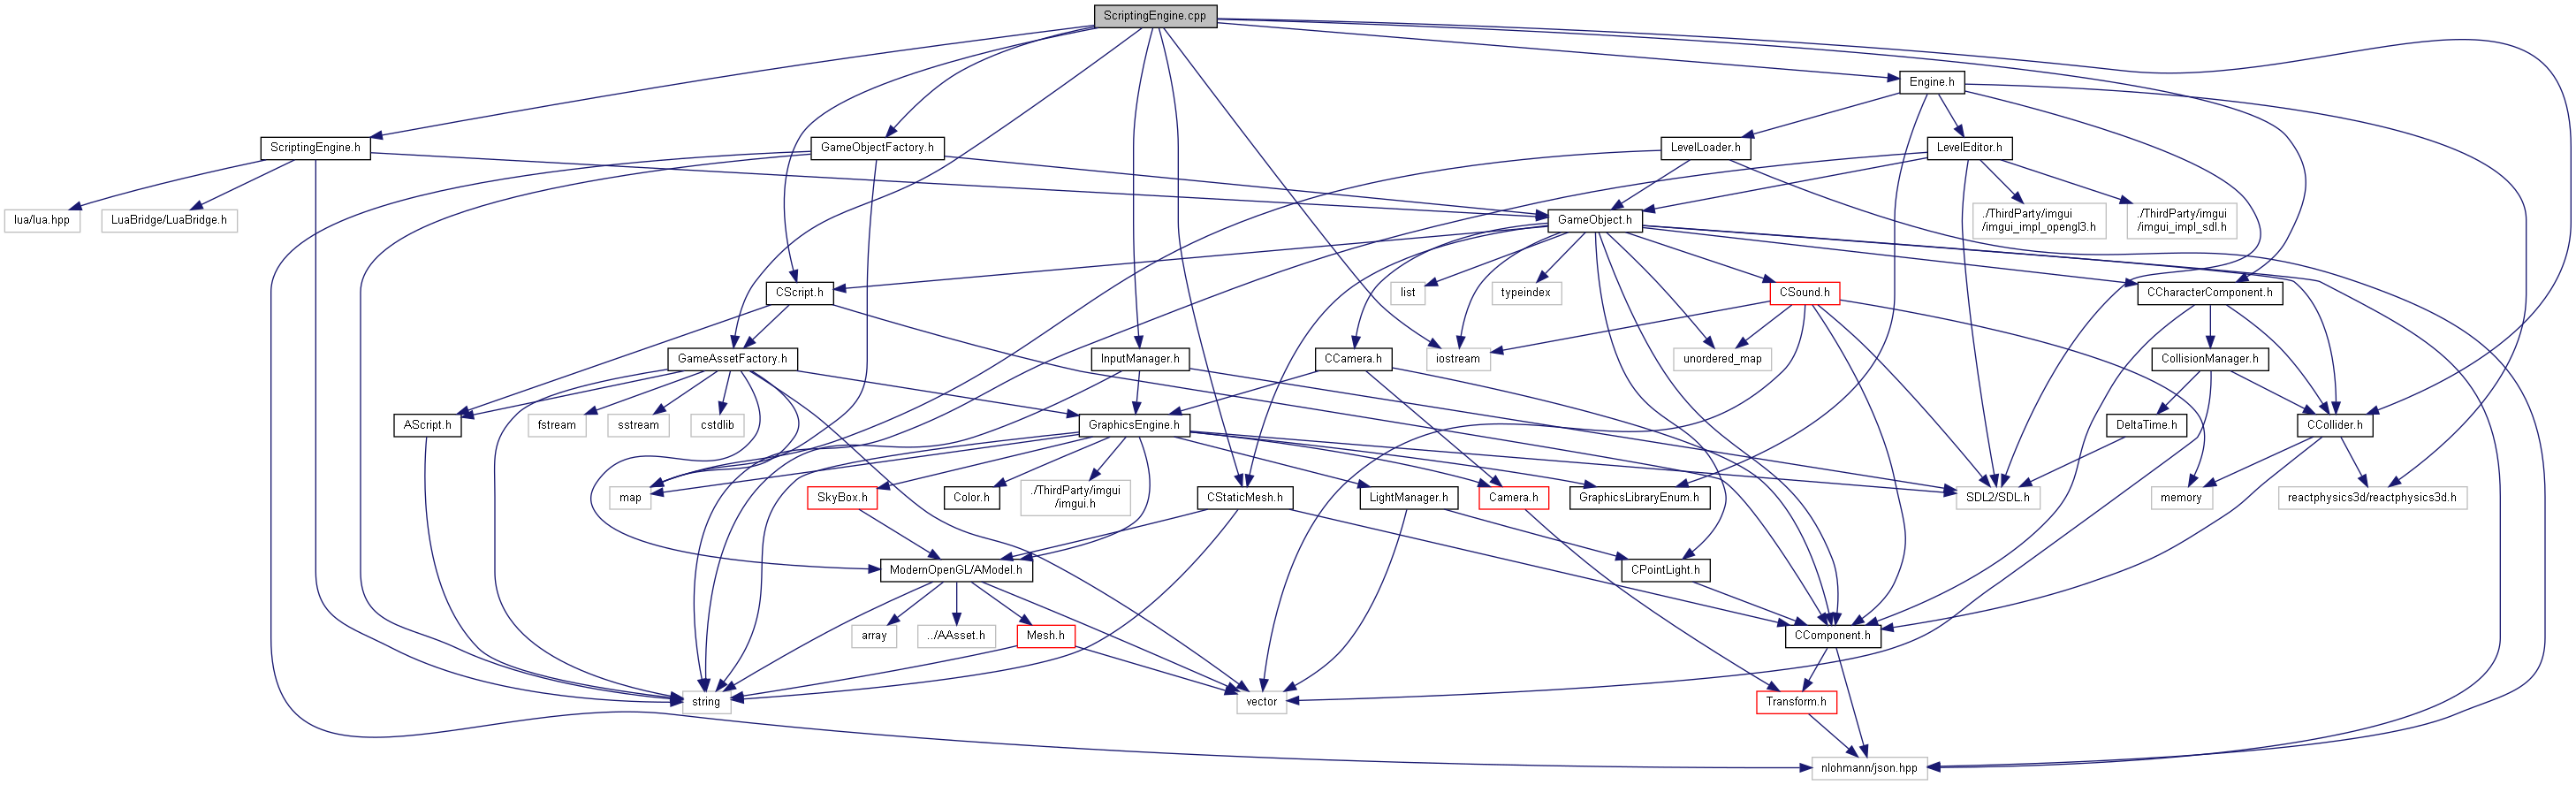 ScriptingEngine.cpp
Engine.h
ScriptingEngine.h
GameObjectFactory.h
LevelLoader.h
LevelEditor.h
lua/lua.hpp
LuaBridge/LuaBridge.h
GameObject.h
./ThirdParty/imgui
/imgui_impl_opengl3.h
./ThirdParty/imgui
/imgui_impl_sdl.h
CScript.h
list
typeindex
CSound.h
CCharacterComponent.h
GameAssetFactory.h
InputManager.h
CCamera.h
iostream
unordered_map
CollisionManager.h
AScript.h
fstream
sstream
cstdlib
GraphicsEngine.h
DeltaTime.h
CCollider.h
map
SkyBox.h
Color.h
./ThirdParty/imgui
/imgui.h
CStaticMesh.h
LightManager.h
Camera.h
GraphicsLibraryEnum.h
SDL2/SDL.h
memory
reactphysics3d/reactphysics3d.h
ModernOpenGL/AModel.h
CPointLight.h
array
../AAsset.h
Mesh.h
CComponent.h
string
vector
Transform.h
nlohmann/json.hpp